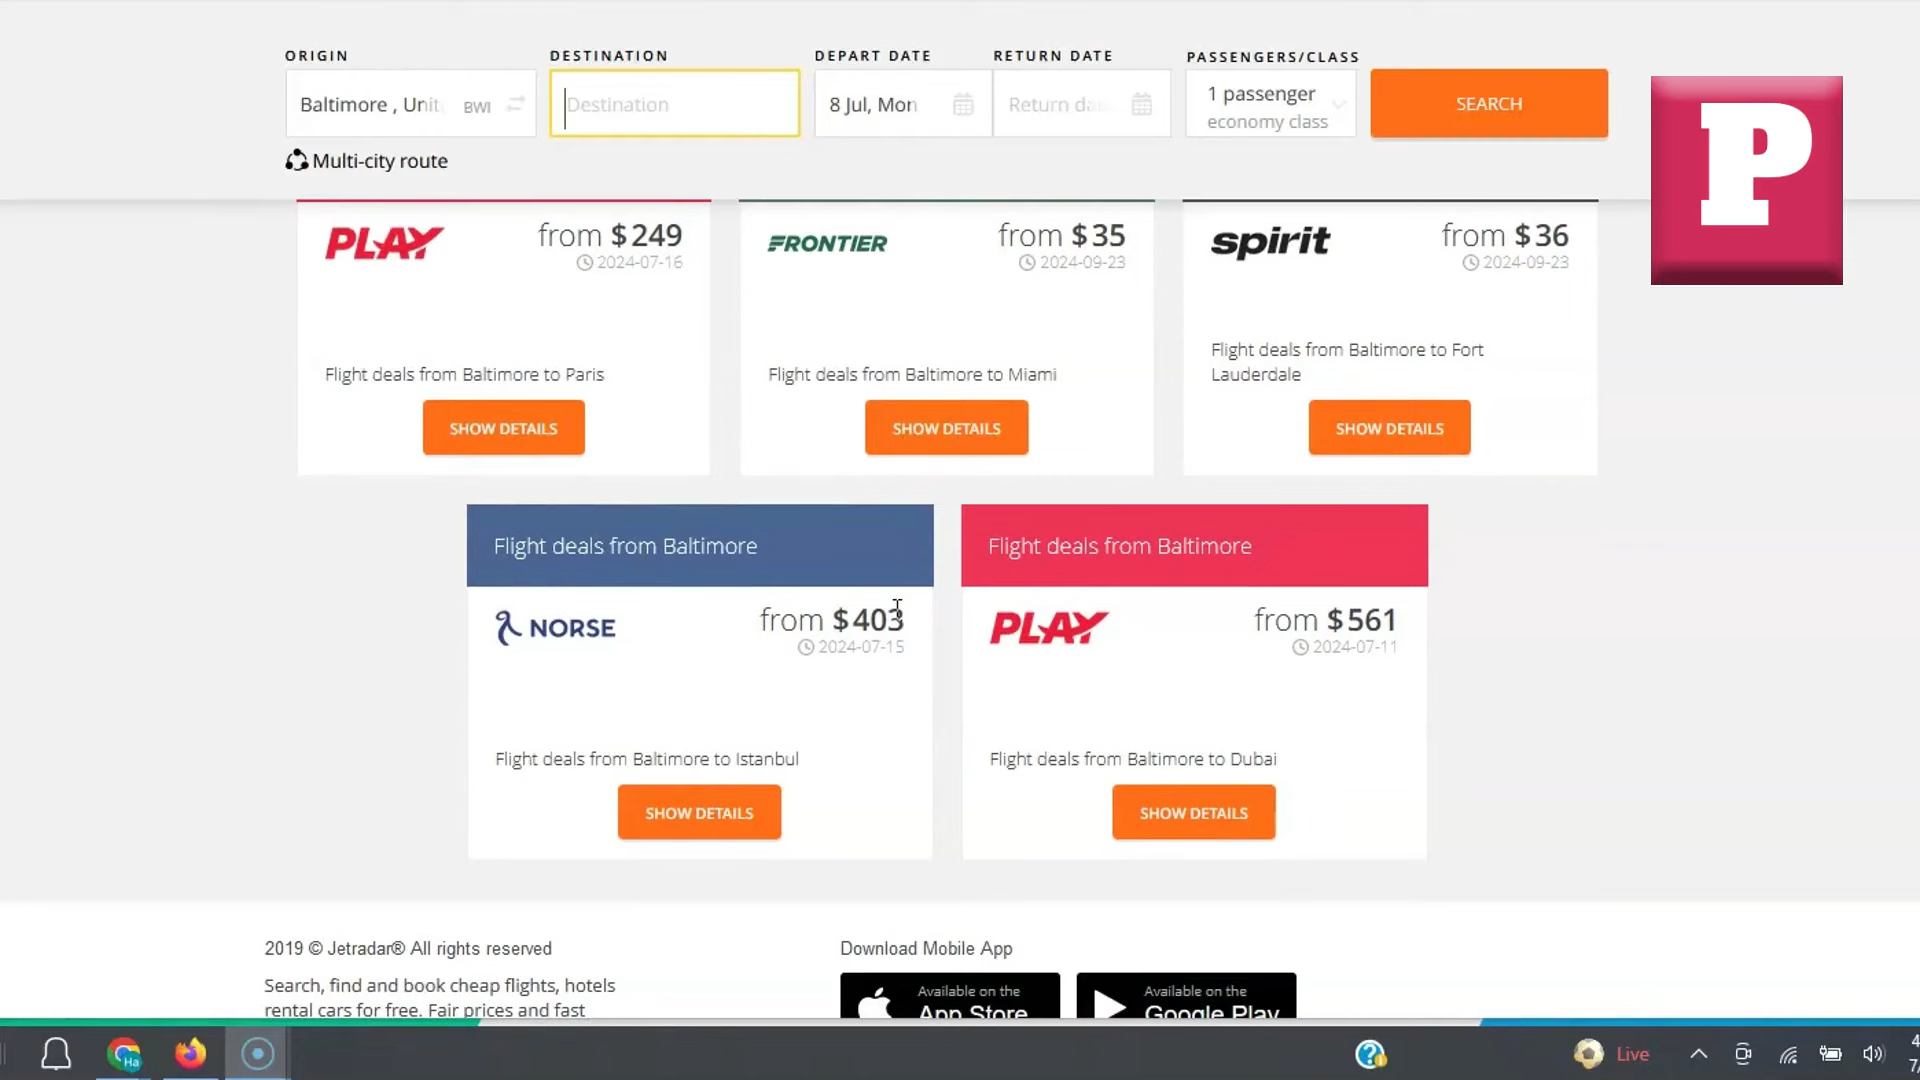 ORIGIN
DESTINATION
DEPART DATE
RETURN DATE
PASSENGERS/CLASS
Baltimore , Unit
BWI
Destination
8 Jul, Mon
Return da
1 passenger
economy class
SEARCH
P
Multi-city route
PLAY
from $249
2024-07-16
Flight deals from Baltimore to Paris
SHOW DETAILS
FRONTIER
from $35
2024-09-23
Flight deals from Baltimore to Miami
SHOW DETAILS
spirit
from $36
2024-09-23
Flight deals from Baltimore to Fort
Lauderdale
SHOW DETAILS
Flight deals from Baltimore
NORSE
from $403
2024-07-15
Flight deals from Baltimore to Istanbul
SHOW DETAILS
Flight deals from Baltimore
PLAY
from $561
2024-07-11
Flight deals from Baltimore to Dubai
SHOW DETAILS
2019 © Jetradar® All rights reserved
Search, find and book cheap flights, hotels
rental cars for free. Fair prices and fast
Download Mobile App
Available on the
App Store
Available on the
Google Play
Ha
Live
4
7/